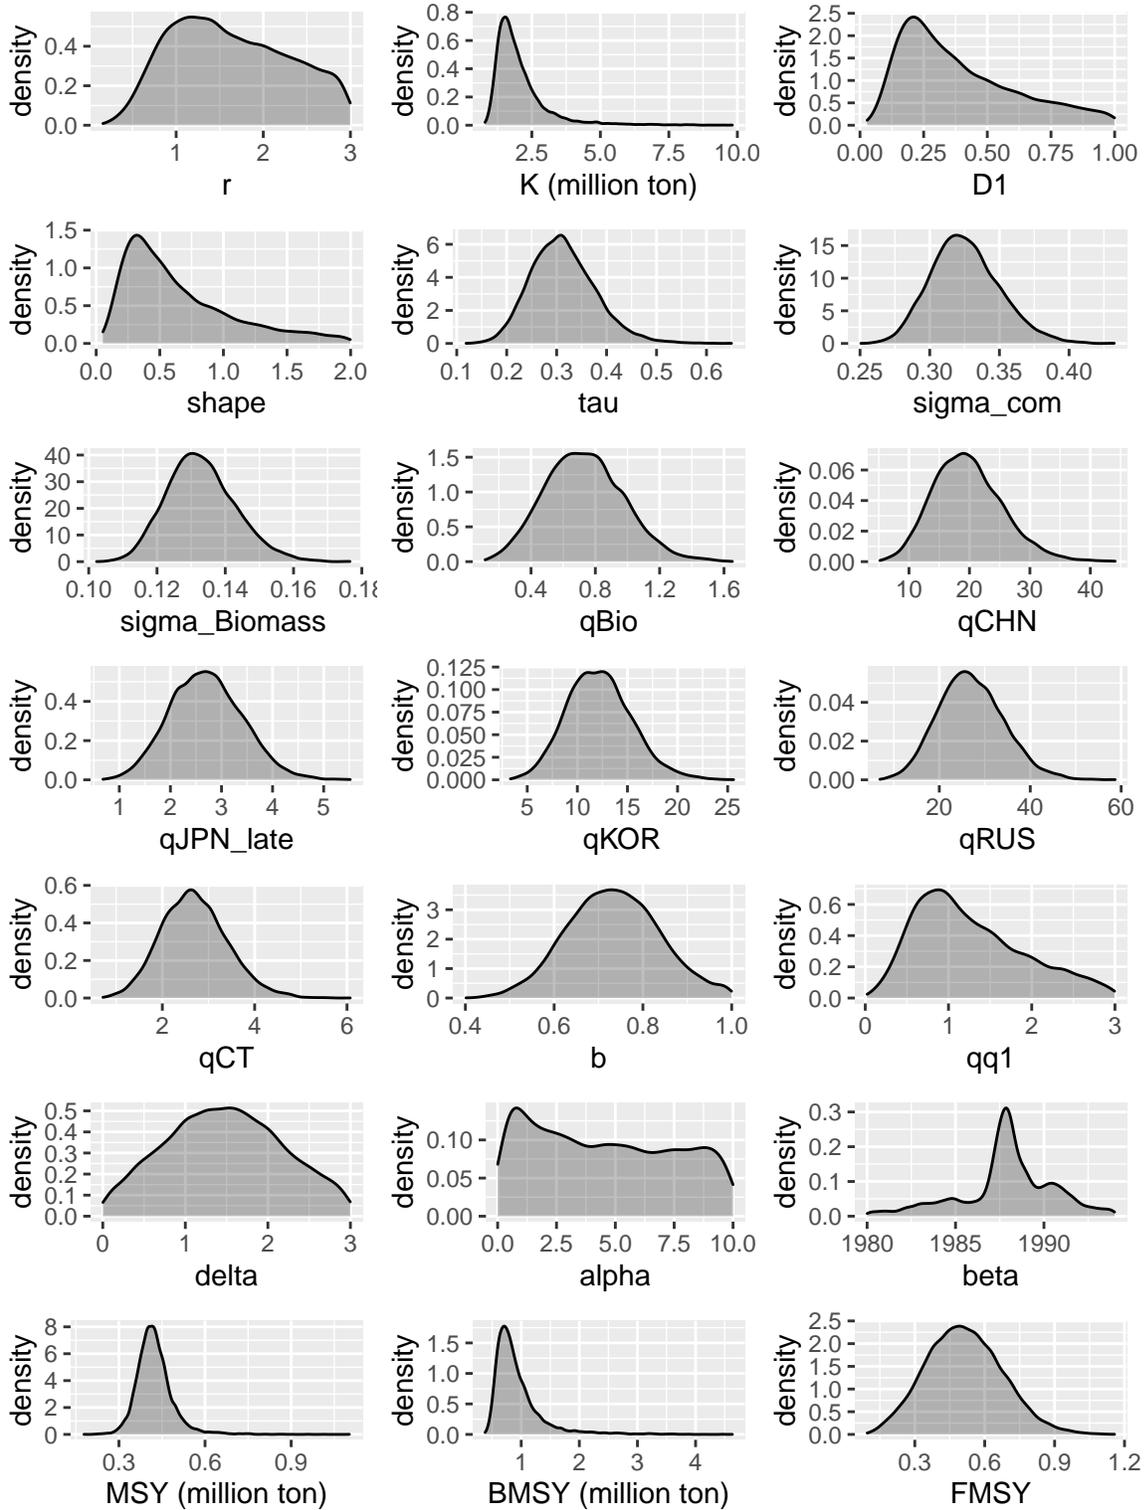 density
0.0 0.2 0.4
1 2 3
r
density
0.0 0.2 0.4 0.6 0.8
2.5 5.0 7.5 10.0
K (million ton)
density
0.0 0.5 1.0 1.5 2.0 2.5
0.00 0.25 0.50 0.75 1.00
D1
density
0.0 0.5 1.0 1.5
0.0 0.5 1.0 1.5 2.0
shape
density
0 2 4 6
0.1 0.2 0.3 0.4 0.5 0.6
tau
density
0 5 10 15
0.25 0.30 0.35 0.40
sigma_com
density
0 10 20 30 40
0.10 0.12 0.14 0.16 0.18
sigma_Biomass
density
0.0 0.5 1.0 1.5
0.4 0.8 1.2 1.6
qBio
density
0.00 0.02 0.04 0.06
10 20 30 40
qCHN
density
0.0 0.2 0.4
1 2 3 4 5
qJPN_late
density
0.000 0.025 0.050 0.075 0.100 0.125
5 10 15 20 25
qKOR
density
0.00 0.02 0.04
20 40 60
qRUS
density
0.0 0.2 0.4 0.6
2 4 6
qCT
density
0 1 2 3
0.4 0.6 0.8 1.0
b
density
0.0 0.2 0.4 0.6
0 1 2 3
qq1
density
0.0 0.1 0.2 0.3 0.4 0.5
0 1 2 3
delta
density
0.00 0.05 0.10
0.0 2.5 5.0 7.5 10.0
alpha
density
0.0 0.1 0.2 0.3
1980 1985 1990
beta
density
0 2 4 6 8
0.3 0.6 0.9
MSY (million ton)
density
0.0 0.5 1.0 1.5
1 2 3 4
BMSY (million ton)
density
0.0 0.5 1.0 1.5 2.0 2.5
0.3 0.6 0.9 1.2
FMSY